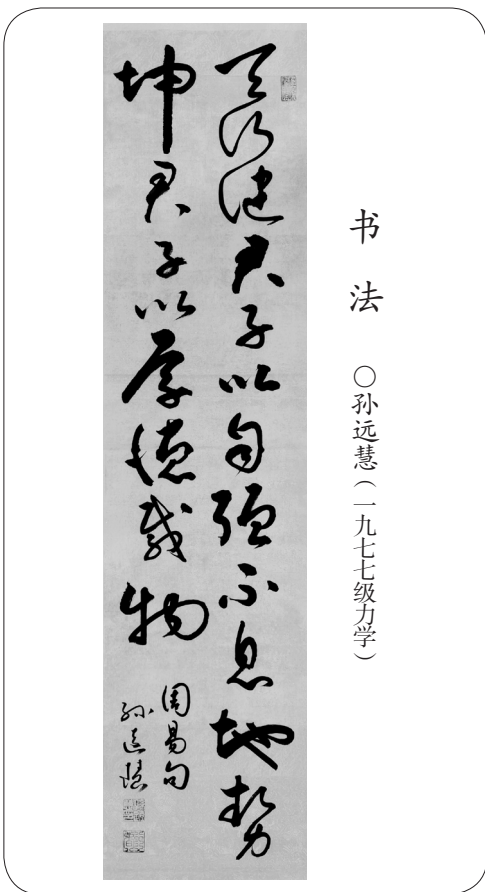 书法
○孙远慧（一九七七级力学）
天行健君子以自强不息地势
坤君子以厚德载物
周易句
孙远慧